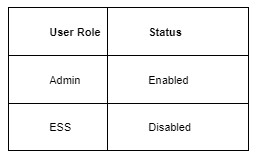 User Role Status
Admin Enabled
ESS Disabled